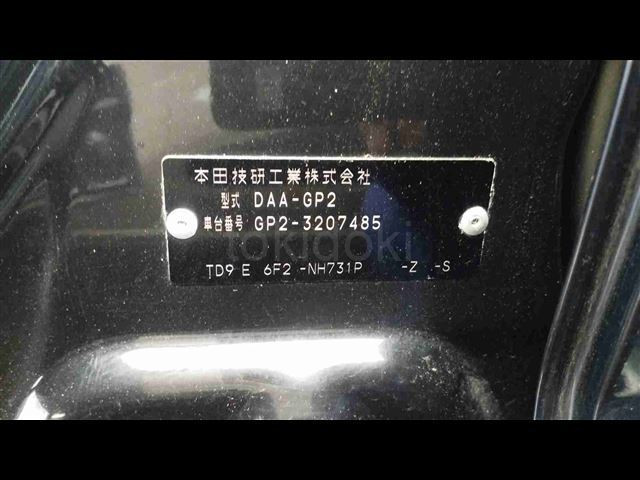 本田技研工業株式会社
型式 DAA-GP2
車台番号 GP2-3207485
tokidoki
TD9 E 6F2 -NH731P -Z -S